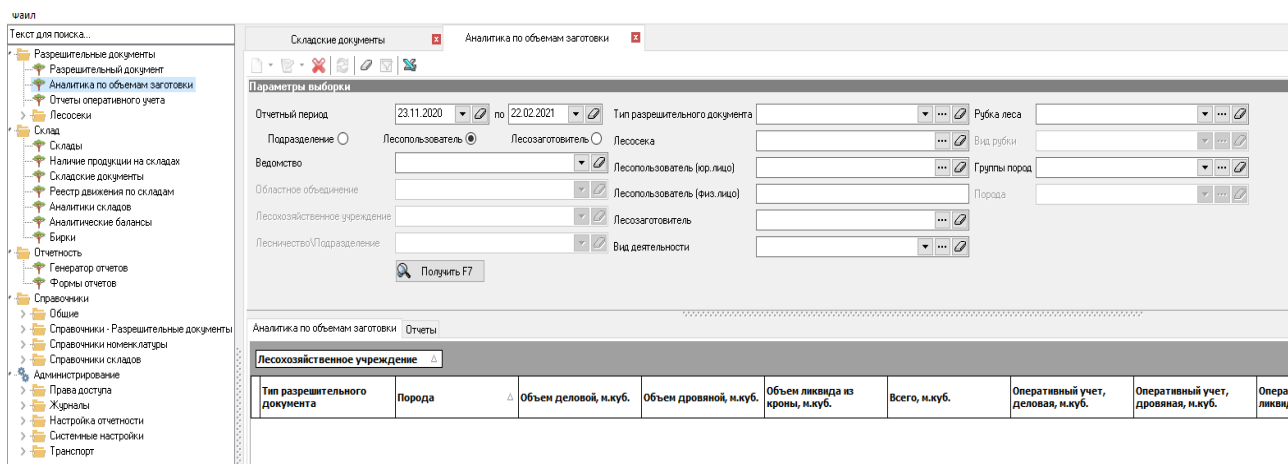 Файл
Текст для поиска...
Разрешительные документы
Разрешительный документ
Аналитика по объемам заготовки
Отчеты оперативного учета
Лесосеки
Склад
Склады
Наличие продукции на складах
Складские документы
Реестр движения по складам
Аналитики складов
Аналитические балансы
Бирки
Отчетность
Генератор отчетов
Формы отчетов
Справочники
Общие
Справочники - Разрешительные документы
Справочники номенклатуры
Справочники складов
Администрирование
Права доступа
Журналы
Настройка отчетности
Системные настройки
Транспорт
Складские документы
Аналитика по объемам заготовки
Параметры выборки
Отчетный период 23.11.2020 по 22.02.2021
Подразделение Лесопользователь Лесозаготовитель
Ведомство
Областное объединение
Лесохозяйственное учреждение
Лесничество\Подразделение
Получить F7
Тип разрешительного документа
Лесосека
Лесопользователь (юр.лицо)
Лесопользователь (физ.лицо)
Лесозаготовитель
Вид деятельности
Рубка леса
Вид рубки
Группы пород
Порода
Аналитика по объемам заготовки Отчеты
Лесохозяйственное учреждение
Тип разрешительного документа
Порода
Объем деловой, м.куб.
Объем дровяной, м.куб.
Объем ликвида из кроны, м.куб.
Всего, м.куб.
Оперативный учет, деловая, м.куб.
Оперативный учет, дровяная, м.куб.
Опера
ликвид